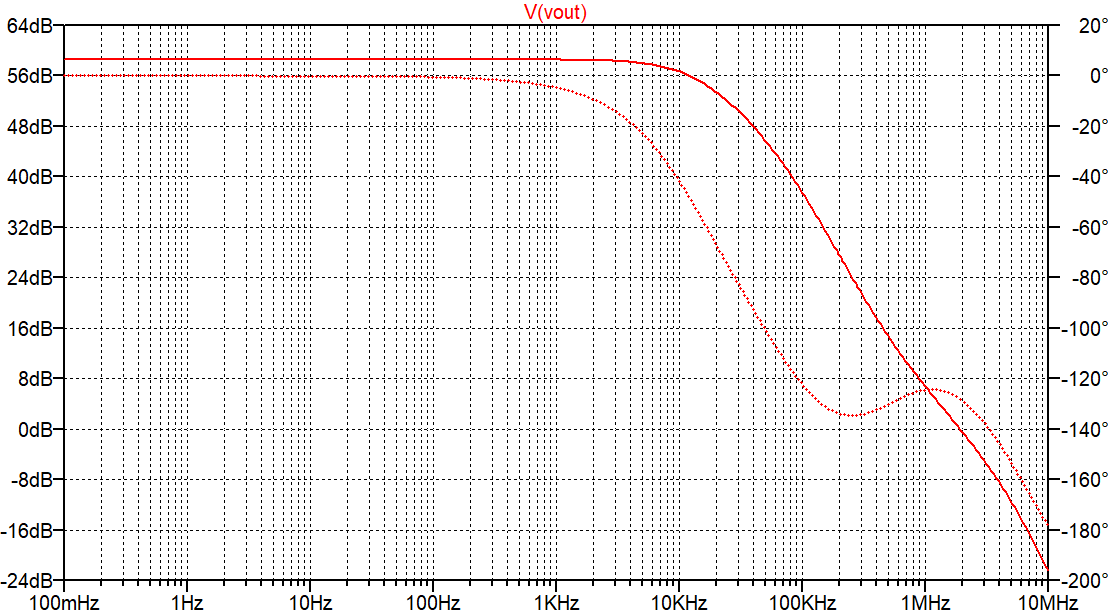 V(vout)
64dB 20°
56dB 0°
48dB -20°
40dB -40°
32dB -60°
24dB -80°
16dB -100°
8dB -120°
0dB -140°
-8dB -160°
-16dB -180°
-24dB -200°
100mHz 1Hz 10Hz 100Hz 1KHz 10KHz 100KHz 1MHz 10MHz